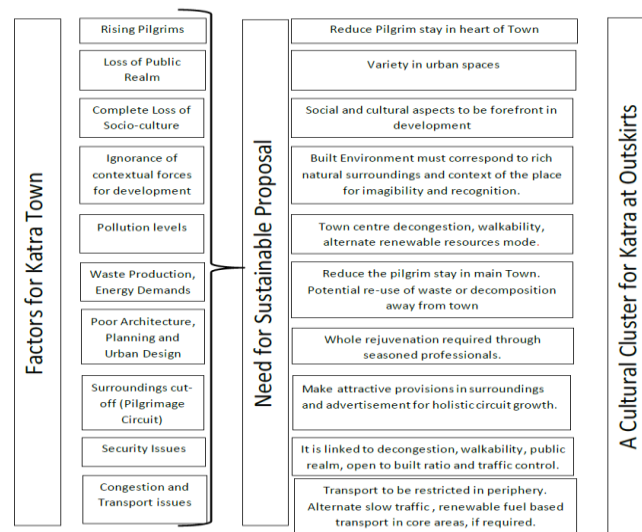 Factors for Katra Town
Rising Pilgrims
Loss of Public
Realm
Complete Loss of
Socio-culture
Ignorance of
contextual forces
for development
Pollution levels
Waste Production,
Energy Demands
Poor Architecture,
Planning and
Urban Design
Surroundings cut-
off (Pilgrimage
Circuit)
Security Issues
Congestion and
Transport issues
Need for Sustainable Proposal
Reduce Pilgrim stay in heart of Town
Variety in urban spaces
Social and cultural aspects to be forefront in
development
Built Environment must correspond to rich
natural surroundings and context of the place
for imagibility and recognition.
Town centre decongestion, walkability,
alternate renewable resources mode.
Reduce the pilgrim stay in main Town.
Potential re-use of waste or decomposition
away from town
Whole rejuvenation required through
seasoned professionals.
Make attractive provisions in surroundings
and advertisement for holistic circuit growth.
It is linked to decongestion, walkability, public
realm, open to built ratio and traffic control.
Transport to be restricted in periphery.
Alternate slow traffic , renewable fuel based
transport in core areas, if required.
A Cultural Cluster for Katra at Outskirts